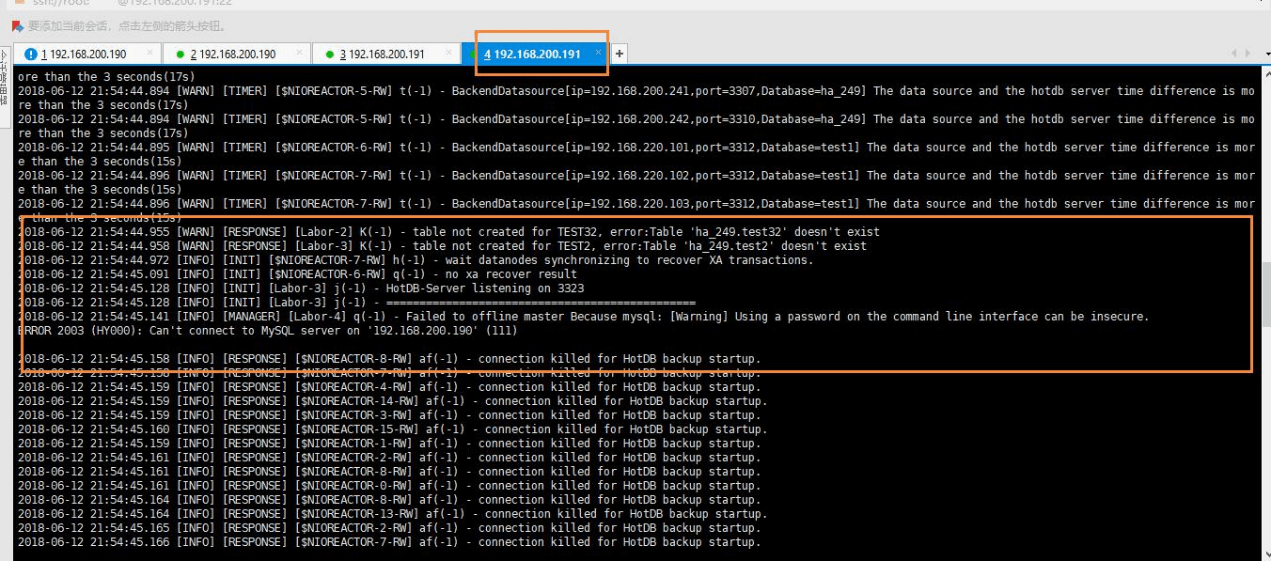 ssh://root: @192.168.200.191:22
要添加当前会话，点击左侧的箭头按钮。
1 192.168.200.190 × 2 192.168.200.190 × 3 192.168.200.191 × 4 192.168.200.191 × +
ore than the 3 seconds(17s)
2018-06-12 21:54:44.894 [WARN] [TIMER] [$NIOREACTOR-5-RW] t(-1) - BackendDatasource[ip=192.168.200.241,port=3307,Database=ha_249] The data source and the hotdb server time difference is mo
re than the 3 seconds(17s)
2018-06-12 21:54:44.894 [WARN] [TIMER] [$NIOREACTOR-5-RW] t(-1) - BackendDatasource[ip=192.168.200.242,port=3310,Database=ha_249] The data source and the hotdb server time difference is mo
re than the 3 seconds(17s)
2018-06-12 21:54:44.895 [WARN] [TIMER] [$NIOREACTOR-6-RW] t(-1) - BackendDatasource[ip=192.168.220.101,port=3312,Database=test1] The data source and the hotdb server time difference is mor
e than the 3 seconds(15s)
2018-06-12 21:54:44.896 [WARN] [TIMER] [$NIOREACTOR-7-RW] t(-1) - BackendDatasource[ip=192.168.220.102,port=3312,Database=test1] The data source and the hotdb server time difference is mor
e than the 3 seconds(15s)
2018-06-12 21:54:44.896 [WARN] [TIMER] [$NIOREACTOR-7-RW] t(-1) - BackendDatasource[ip=192.168.220.103,port=3312,Database=test1] The data source and the hotdb server time difference is mor
e than the 3 seconds(15s)
2018-06-12 21:54:44.955 [WARN] [RESPONSE] [Labor-2] K(-1) - table not created for TEST32, error:Table 'ha_249.test32' doesn't exist
2018-06-12 21:54:44.958 [WARN] [RESPONSE] [Labor-3] K(-1) - table not created for TEST2, error:Table 'ha_249.test2' doesn't exist
2018-06-12 21:54:44.972 [INFO] [INIT] [$NIOREACTOR-7-RW] h(-1) - wait datanodes synchronizing to recover XA transactions.
2018-06-12 21:54:45.091 [INFO] [INIT] [$NIOREACTOR-6-RW] q(-1) - no xa recover result
2018-06-12 21:54:45.128 [INFO] [INIT] [Labor-3] j(-1) - HotDB-Server listening on 3323
2018-06-12 21:54:45.128 [INFO] [INIT] [Labor-3] j(-1) - ===============================================
2018-06-12 21:54:45.141 [INFO] [MANAGER] [Labor-4] q(-1) - Failed to offline master Because mysql: [Warning] Using a password on the command line interface can be insecure.
ERROR 2003 (HY000): Can't connect to MySQL server on '192.168.200.190' (111)
2018-06-12 21:54:45.158 [INFO] [RESPONSE] [$NIOREACTOR-8-RW] af(-1) - connection killed for HotDB backup startup.
2018-06-12 21:54:45.158 [INFO] [RESPONSE] [$NIOREACTOR-7-RW] af(-1) - connection killed for HotDB backup startup.
2018-06-12 21:54:45.159 [INFO] [RESPONSE] [$NIOREACTOR-4-RW] af(-1) - connection killed for HotDB backup startup.
2018-06-12 21:54:45.159 [INFO] [RESPONSE] [$NIOREACTOR-14-RW] af(-1) - connection killed for HotDB backup startup.
2018-06-12 21:54:45.159 [INFO] [RESPONSE] [$NIOREACTOR-3-RW] af(-1) - connection killed for HotDB backup startup.
2018-06-12 21:54:45.160 [INFO] [RESPONSE] [$NIOREACTOR-15-RW] af(-1) - connection killed for HotDB backup startup.
2018-06-12 21:54:45.159 [INFO] [RESPONSE] [$NIOREACTOR-1-RW] af(-1) - connection killed for HotDB backup startup.
2018-06-12 21:54:45.161 [INFO] [RESPONSE] [$NIOREACTOR-2-RW] af(-1) - connection killed for HotDB backup startup.
2018-06-12 21:54:45.161 [INFO] [RESPONSE] [$NIOREACTOR-8-RW] af(-1) - connection killed for HotDB backup startup.
2018-06-12 21:54:45.161 [INFO] [RESPONSE] [$NIOREACTOR-0-RW] af(-1) - connection killed for HotDB backup startup.
2018-06-12 21:54:45.164 [INFO] [RESPONSE] [$NIOREACTOR-8-RW] af(-1) - connection killed for HotDB backup startup.
2018-06-12 21:54:45.164 [INFO] [RESPONSE] [$NIOREACTOR-13-RW] af(-1) - connection killed for HotDB backup startup.
2018-06-12 21:54:45.165 [INFO] [RESPONSE] [$NIOREACTOR-2-RW] af(-1) - connection killed for HotDB backup startup.
2018-06-12 21:54:45.166 [INFO] [RESPONSE] [$NIOREACTOR-7-RW] af(-1) - connection killed for HotDB backup startup.